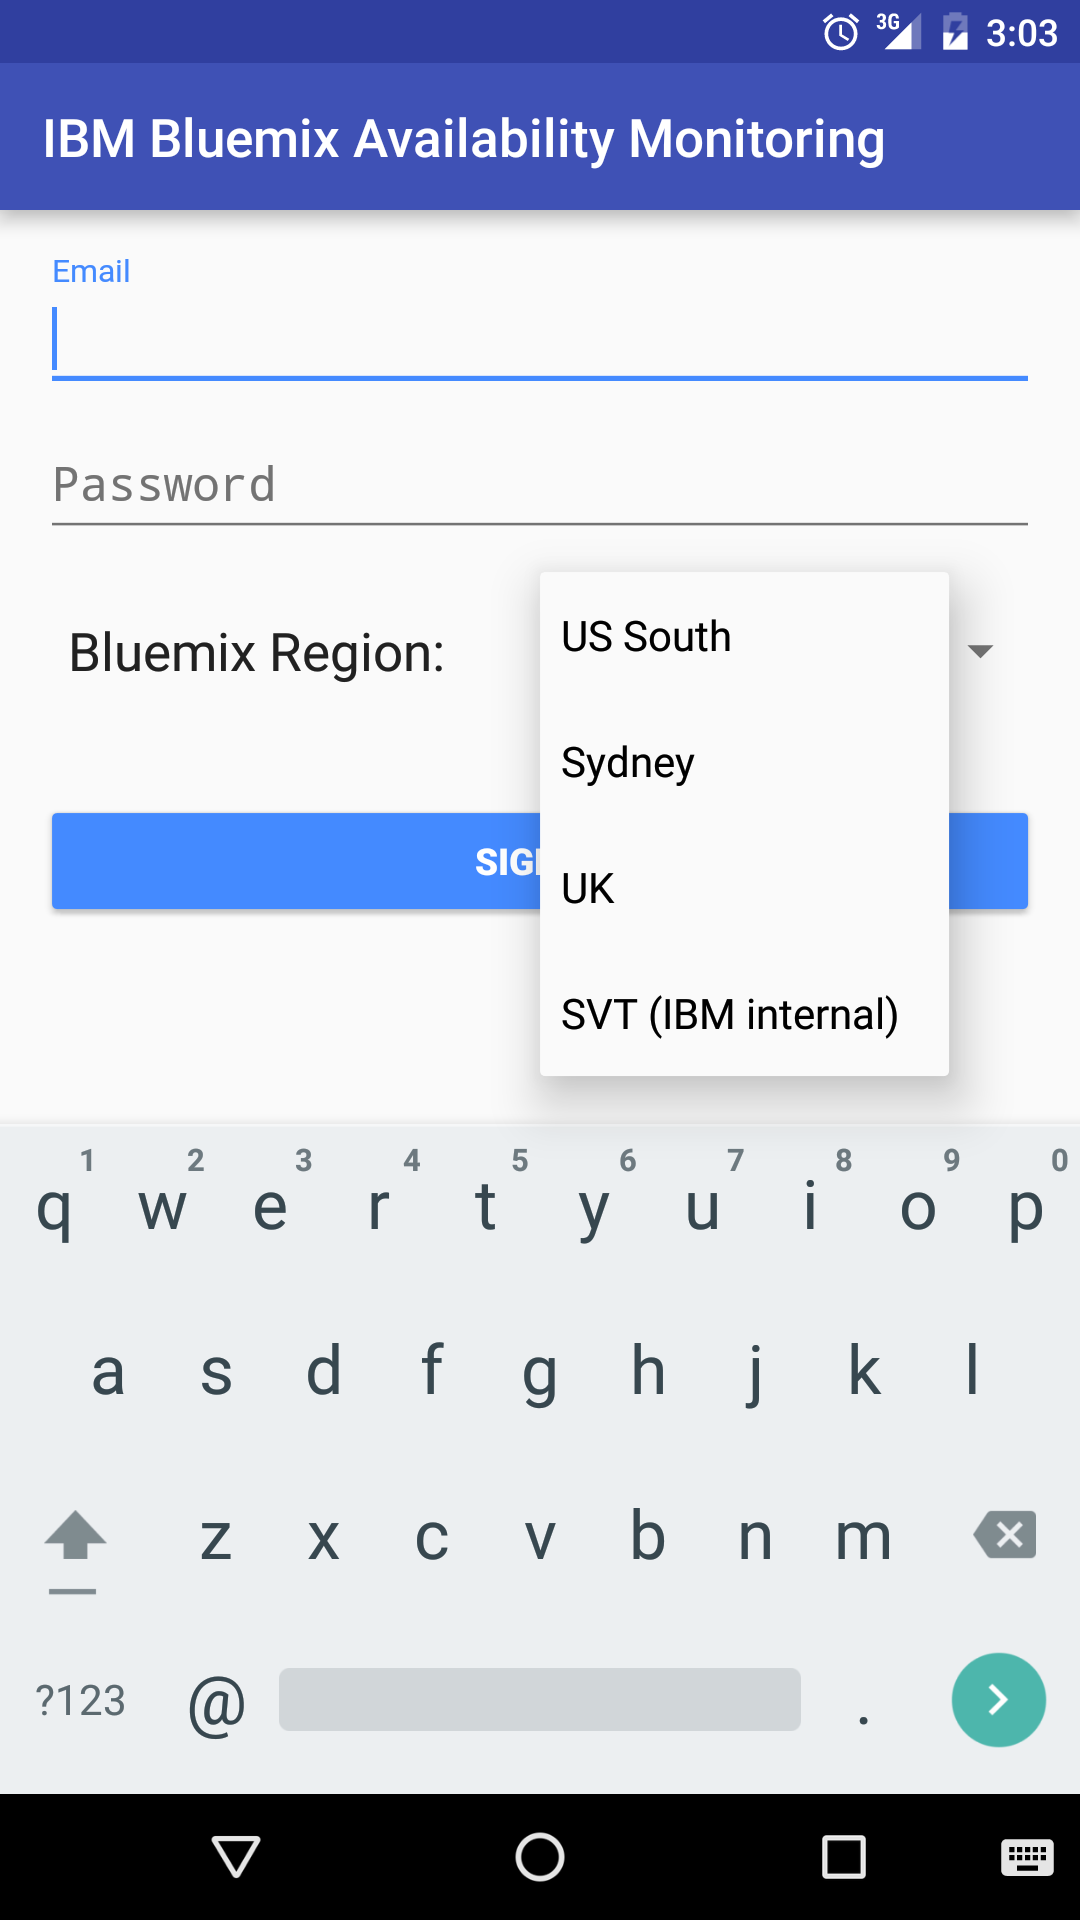 3G 3:03
IBM Bluemix Availability Monitoring
Email
Password
Bluemix Region:
US South
Sydney
SIG
UK
SVT (IBM internal)
1 2 3 4 5 6 7 8 9 0
q w e r t y u i o p
a s d f g h j k l
z x c v b n m
?123 @ .